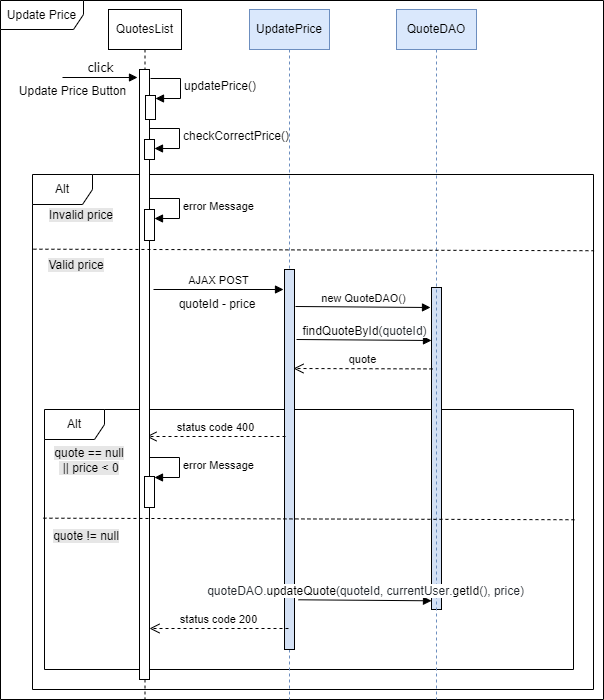 Update Price
QuotesList
UpdatePrice
QuoteDAO
click
Update Price Button
updatePrice()
checkCorrectPrice()
Alt
Invalid price
error Message
Valid price
AJAX POST
quoteId - price
new QuoteDAO()
findQuoteById(quoteId)
quote
Alt
status code 400
quote == null
|| price < 0
error Message
quote != null
quoteDAO.updateQuote(quoteId, currentUser.getId(), price)
status code 200